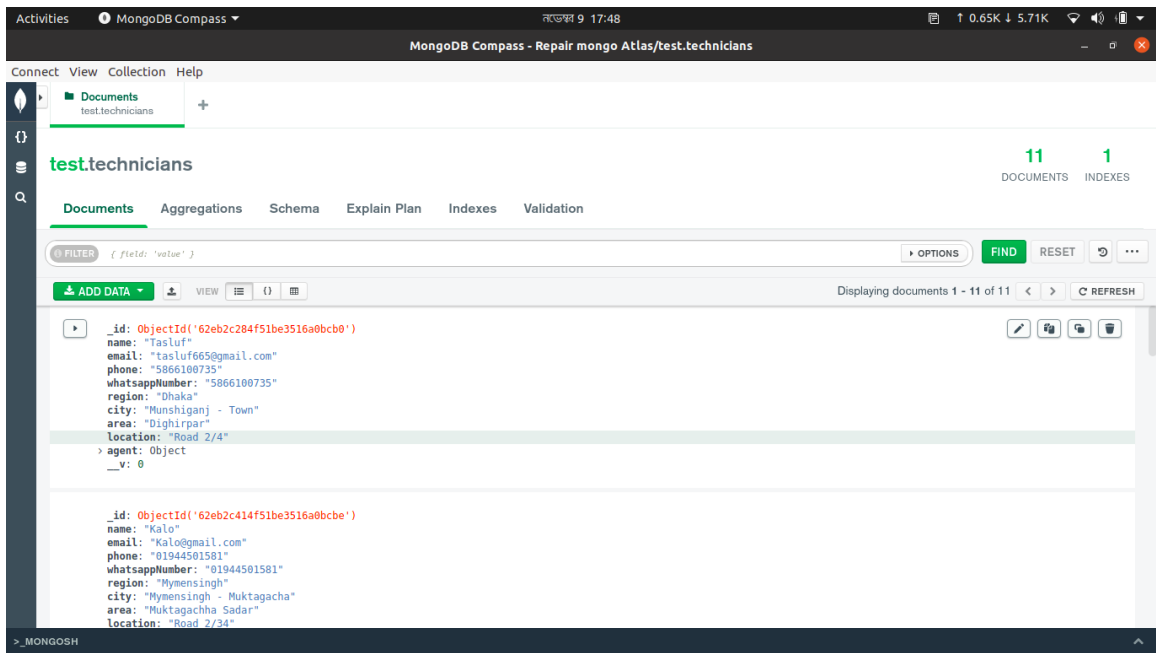 Activities MongoDB Compass নভেম্বর 9 17:48 ↑ 0.65K ↓ 5.71K
MongoDB Compass - Repair mongo Atlas/test.technicians
Connect View Collection Help
Documents
test.technicians
+
{}
test.technicians
11
DOCUMENTS
1
INDEXES
Documents Aggregations Schema Explain Plan Indexes Validation
FILTER { field: 'value' } OPTIONS FIND RESET ...
ADD DATA VIEW {} Displaying documents 1 - 11 of 11 < > REFRESH
_id: ObjectId('62eb2c284f51be3516a0bcb0')
name: "Tasluf"
email: "tasluf665@gmail.com"
phone: "5866100735"
whatsappNumber: "5866100735"
region: "Dhaka"
city: "Munshiganj - Town"
area: "Dighirpar"
location: "Road 2/4"
> agent: Object
__v: 0
_id: ObjectId('62eb2c414f51be3516a0bcbe')
name: "Kalo"
email: "Kalo@gmail.com"
phone: "01944501581"
whatsappNumber: "01944501581"
region: "Mymensingh"
city: "Mymensingh - Muktagacha"
area: "Muktagachha Sadar"
location: "Road 2/34"
>_MONGOSH